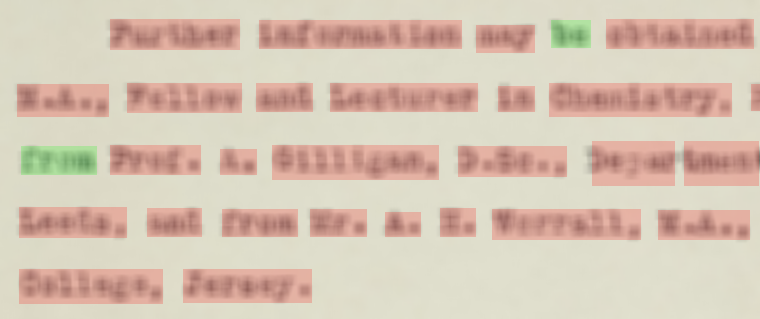 Further information may be obtained
M.A., Fellow and Lecturer in Chemistry,
from Prof. A. Gilligan, D.Sc., Department
Leeds, and from Mr. A. E. Worrall, M.A.,
College, Jersey.